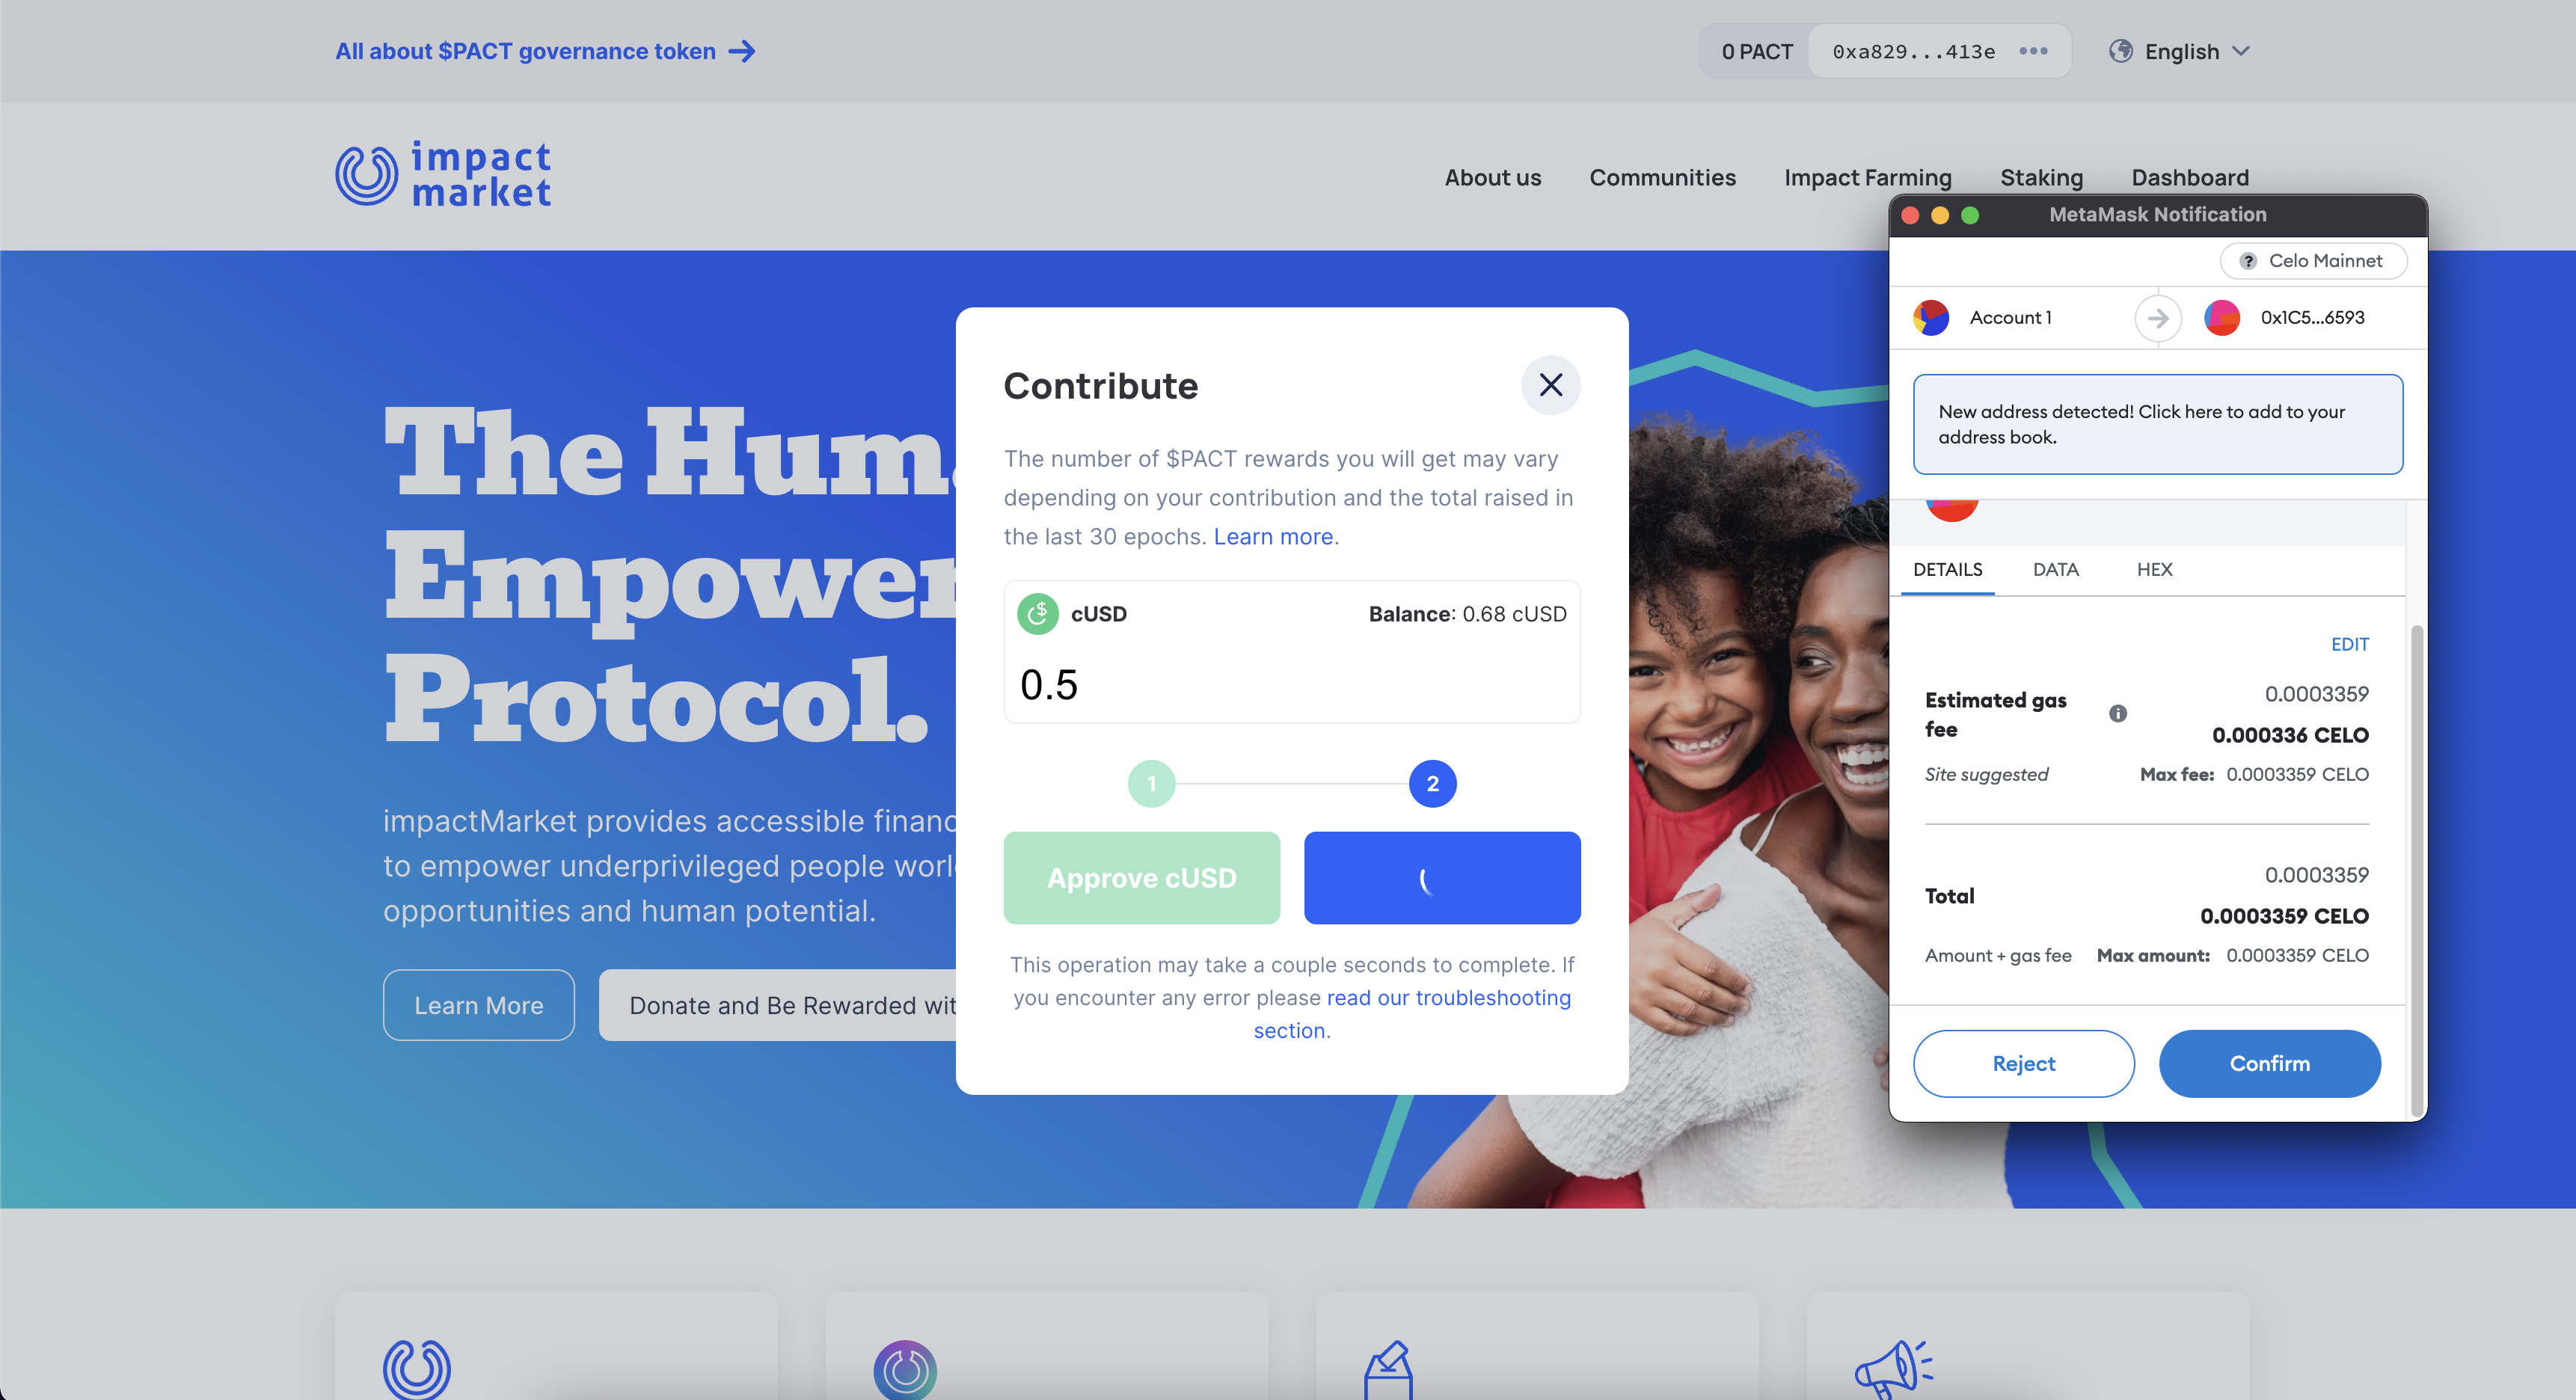 All about $PACT governance token
0 PACT
0xa829...413e
English
impact
market
About us
Communities
Impact Farming
Staking
Dashboard
The Hum
Empower
Protocol.
impactMarket provides accessible financ
to empower underprivileged people worl
opportunities and human potential.
Learn More
Donate and Be Rewarded wit
Contribute
The number of $PACT rewards you will get may vary
depending on your contribution and the total raised in
the last 30 epochs. Learn more.
cUSD
Balance: 0.68 cUSD
0.5
1
2
Approve cUSD
This operation may take a couple seconds to complete. If
you encounter any error please read our troubleshooting
section.
MetaMask Notification
? Celo Mainnet
Account 1
0x1C5...6593
New address detected! Click here to add to your
address book.
DETAILS
DATA
HEX
EDIT
Estimated gas
fee
0.0003359
0.000336 CELO
Site suggested
Max fee: 0.0003359 CELO
Total
0.0003359
0.0003359 CELO
Amount + gas fee
Max amount: 0.0003359 CELO
Reject
Confirm